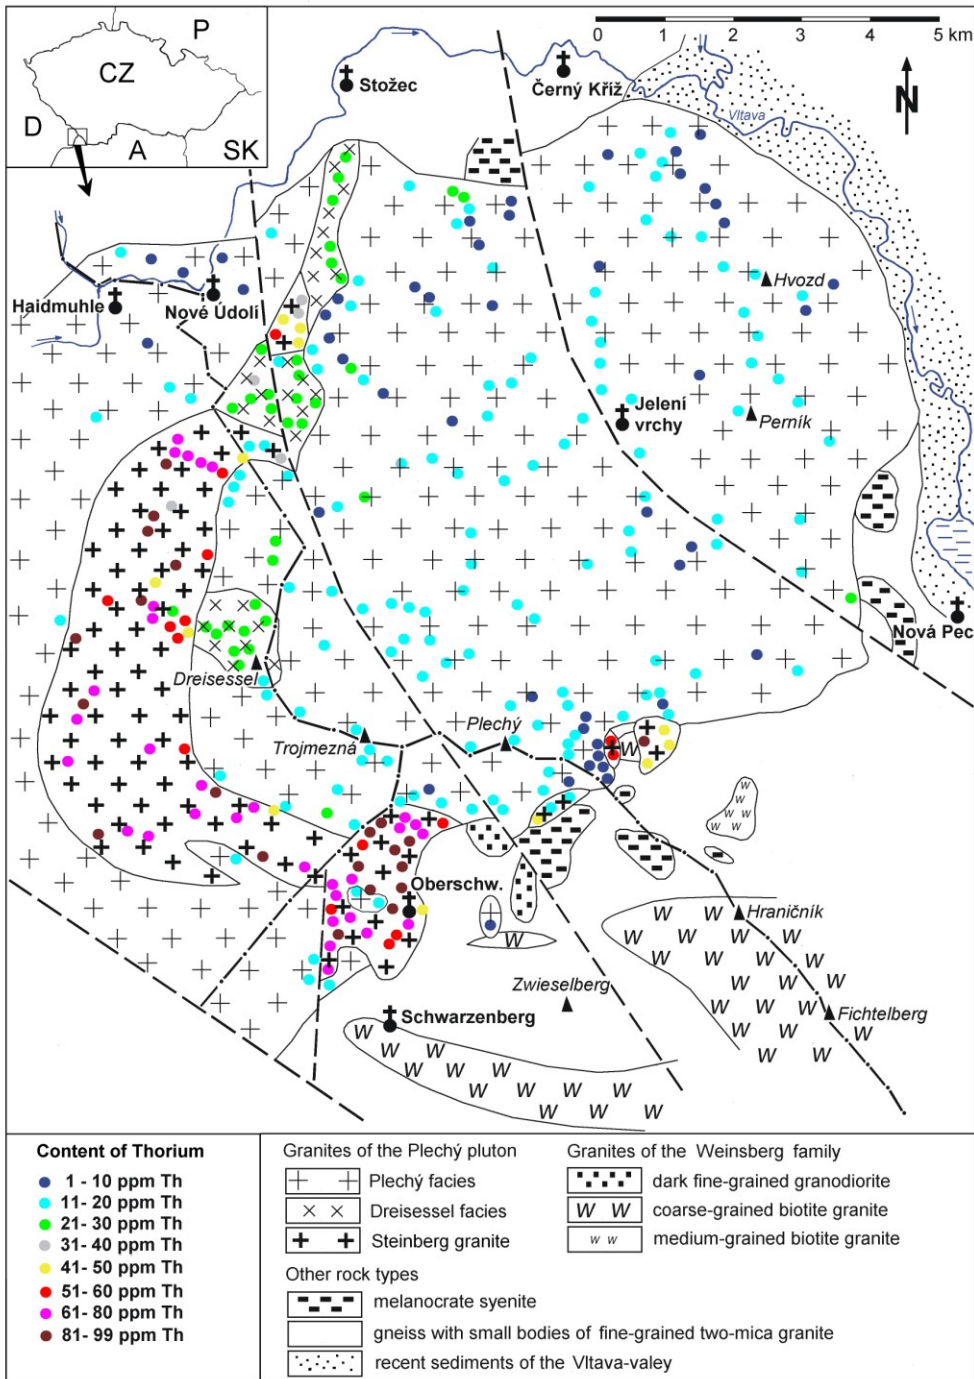 P
CZ
D
A
SK
0 1 2 3 4 5 km
N
Stožec
Černý Kříž
Vltava
Haidmuhle
Nové Údolí
Hvozd
Jelení
vrchy
Perník
Nová Pec
Dreisessel
Trojmezná
Plechý
W
Oberschw.
W
w
w w
w w
Hraničník
Zwieselberg
Fichtelberg
Schwarzenberg
W W W
W W W W
W W W
W W W
W W W
W W W
W W
W
W W W
W W
W W W
W W W
Content of Thorium
1 - 10 ppm Th
11- 20 ppm Th
21- 30 ppm Th
31- 40 ppm Th
41- 50 ppm Th
51- 60 ppm Th
61- 80 ppm Th
81- 99 ppm Th
Granites of the Plechý pluton
Plechý facies
Dreisessel facies
Steinberg granite
Other rock types
melanocrate syenite
gneiss with small bodies of fine-grained two-mica granite
recent sediments of the Vltava-valey
Granites of the Weinsberg family
dark fine-grained granodiorite
W W coarse-grained biotite granite
w w medium-grained biotite granite